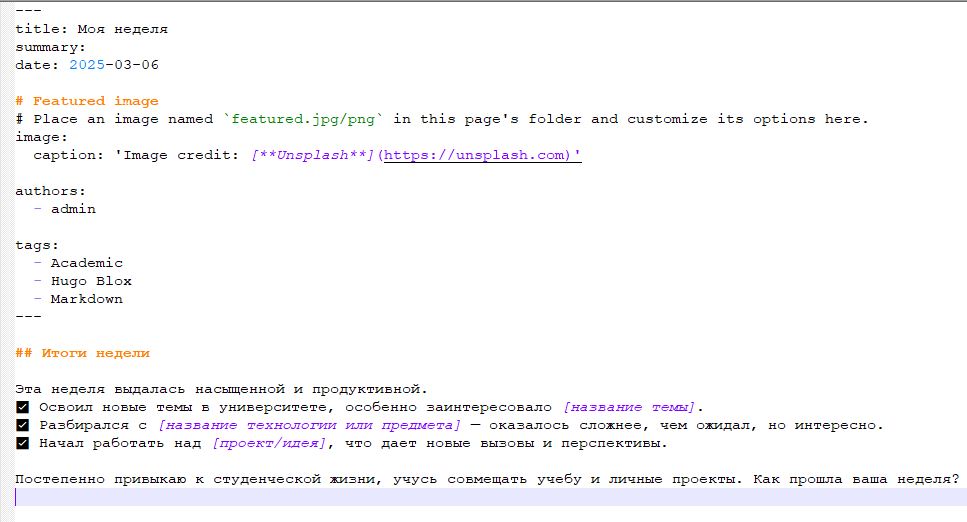 ---
title: Моя неделя
summary:
date: 2025-03-06

# Featured image
# Place an image named `featured.jpg/png` in this page's folder and customize its options here.
image:
  caption: 'Image credit: [**Unsplash**](https://unsplash.com)'

authors:
  - admin

tags:
  - Academic
  - Hugo Blox
  - Markdown
---

## Итоги недели

Эта неделя выдалась насыщенной и продуктивной.
✅ Освоил новые темы в университете, особенно заинтересовало [название темы].
✅ Разбирался с [название технологии или предмета] — оказалось сложнее, чем ожидал, но интересно.
✅ Начал работать над [проект/идея], что дает новые вызовы и перспективы.

Постепенно привыкаю к студенческой жизни, учусь совмещать учебу и личные проекты. Как прошла ваша неделя?